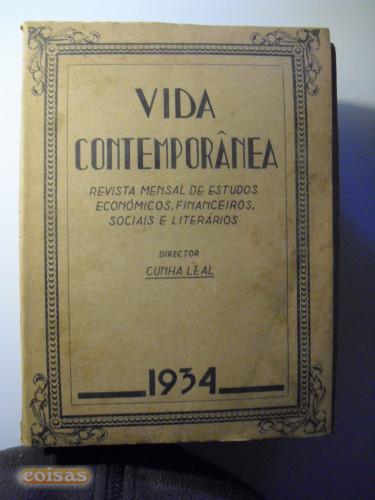 VIDA
CONTEMPORÂNEA
REVISTA MENSAL DE ESTUDOS
ECONÓMICOS, FINANCEIROS,
SOCIAIS E LITERÁRIOS
DIRECTOR
CUNHA LEAL
1934
coisas